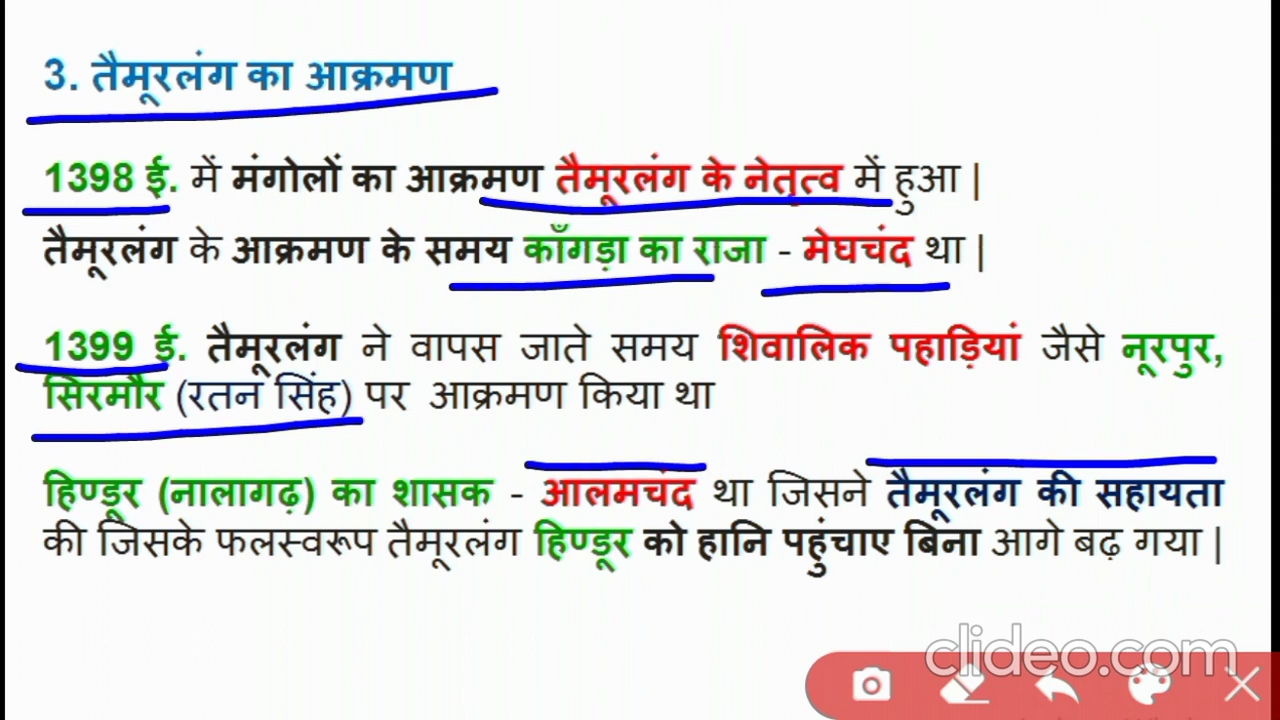 3. तैमूरलंग का आक्रमण
1398 ई. में मंगोलों का आक्रमण तैमूरलंग के नेतृत्व में हुआ |
तैमूरलंग के आक्रमण के समय काँगड़ा का राजा - मेघचंद था |
1399 ई. तैमूरलंग ने वापस जाते समय शिवालिक पहाड़ियां जैसे नूरपुर,
सिरमौर (रतन सिंह) पर आक्रमण किया था
हिण्डूर (नालागढ़) का शासक - आलमचंद था जिसने तैमूरलंग की सहायता
की जिसके फलस्वरूप तैमूरलंग हिण्डूर को हानि पहुंचाए बिना आगे बढ़ गया |
clideo.com